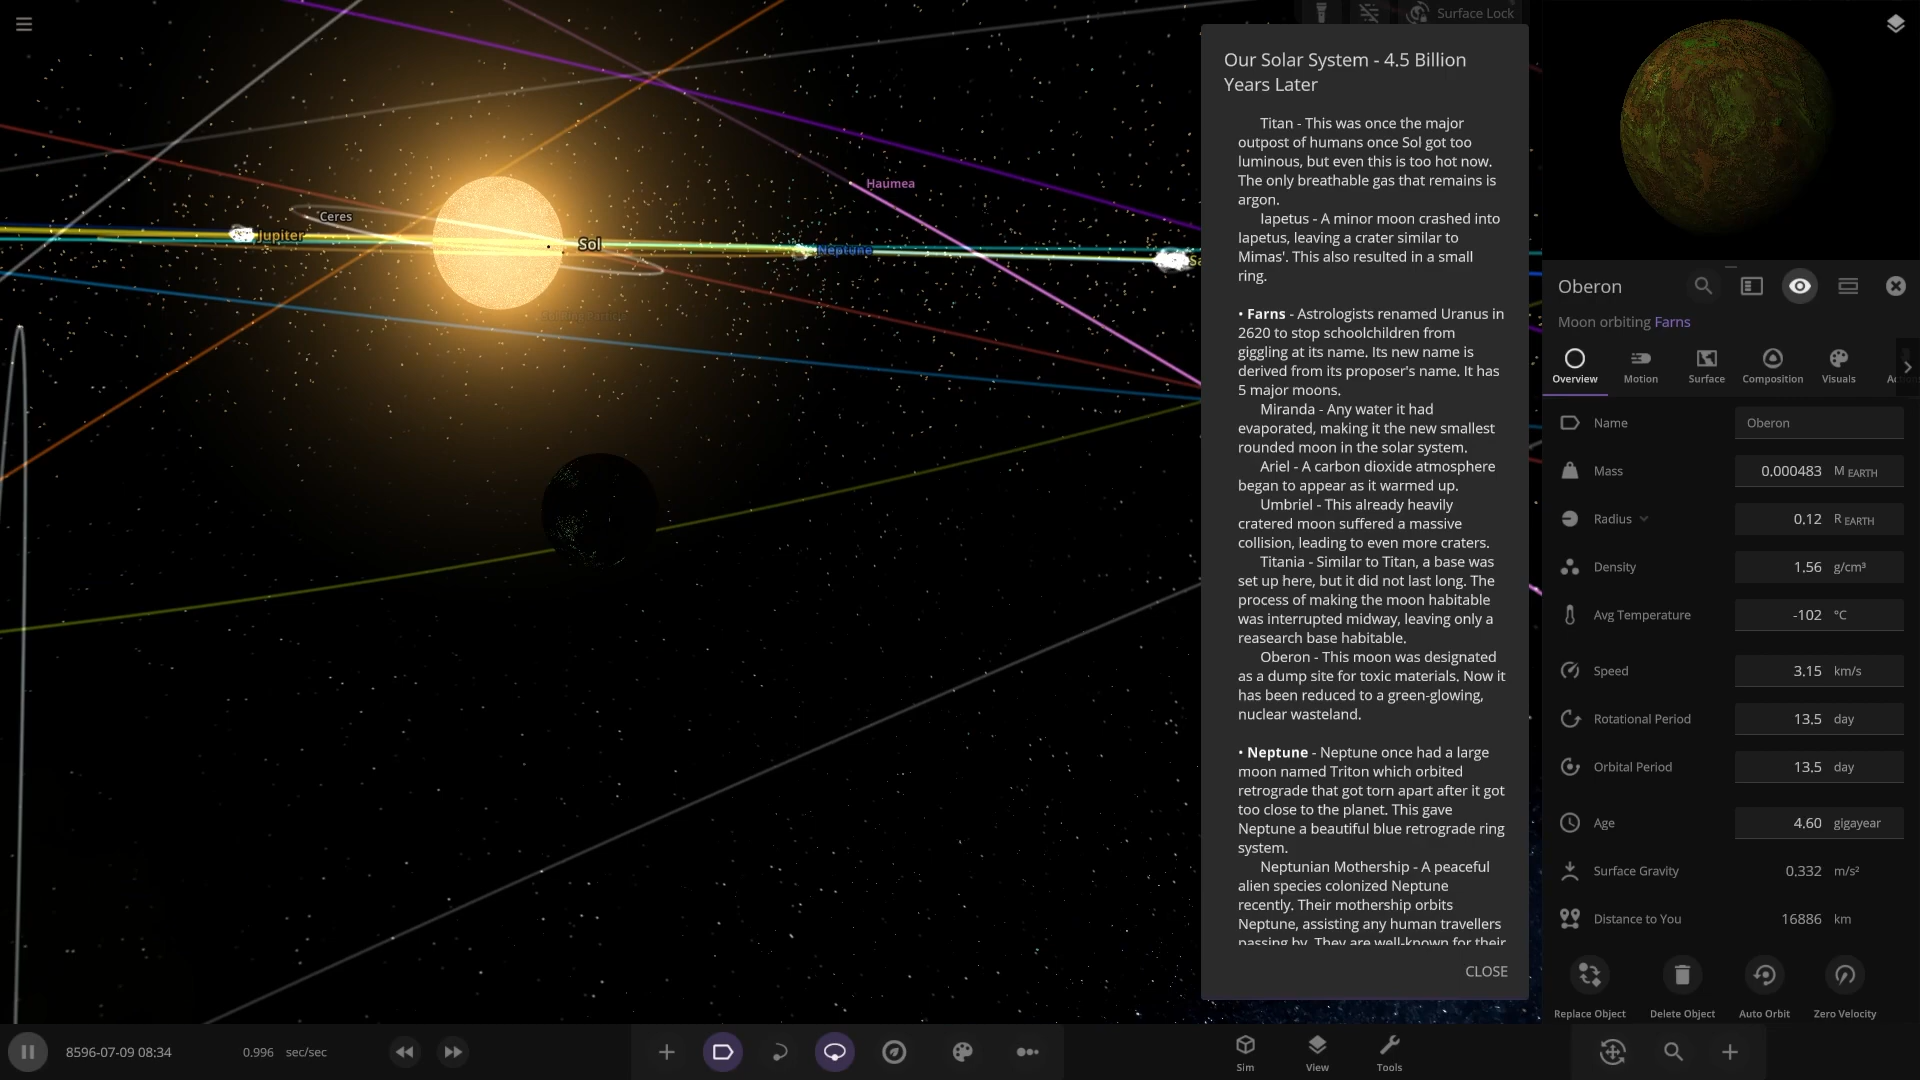 Surface Lock
Our Solar System - 4.5 Billion
Years Later
Titan - This was once the major
outpost of humans once Sol got too
luminous, but even this is too hot now.
The only breathable gas that remains is
argon.
Iapetus - A minor moon crashed into
Iapetus, leaving a crater similar to
Mimas'. This also resulted in a small
ring.
• Farns - Astrologists renamed Uranus in
2620 to stop schoolchildren from
giggling at its name. Its new name is
derived from its proposer's name. It has
5 major moons.
Miranda - Any water it had
evaporated, making it the new smallest
rounded moon in the solar system.
Ariel - A carbon dioxide atmosphere
began to appear as it warmed up.
Umbriel - This already heavily
cratered moon suffered a massive
collision, leading to even more craters.
Titania - Similar to Titan, a base was
set up here, but it did not last long. The
process of making the moon habitable
was interrupted midway, leaving only a
reasearch base habitable.
Oberon - This moon was designated
as a dump site for toxic materials. Now it
has been reduced to a green-glowing,
nuclear wasteland.
• Neptune - Neptune once had a large
moon named Triton which orbited
retrograde that got torn apart after it got
too close to the planet. This gave
Neptune a beautiful blue retrograde ring
system.
Neptunian Mothership - A peaceful
alien species colonized Neptune
recently. Their mothership orbits
Neptune, assisting any human travellers
passing by. They are well-known for their
CLOSE
Haumea
Ceres
Jupiter
Sol
Neptune
Sa
Oberon
Moon orbiting Farns
Overview
Motion
Surface
Composition
Visuals
Name Oberon
Mass 0.000483 M EARTH
Radius 0.12 R EARTH
Density 1.56 g/cm³
Avg Temperature -102 °C
Speed 3.15 km/s
Rotational Period 13.5 day
Orbital Period 13.5 day
Age 4.60 gigayear
Surface Gravity 0.332 m/s²
Distance to You 16886 km
Replace Object
Delete Object
Auto Orbit
Zero Velocity
8596-07-09 08:34
0.996 sec/sec
Sim
View
Tools